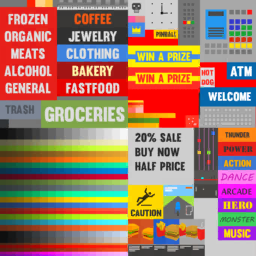 FROZEN
ORGANIC
MEATS
ALCOHOL
GENERAL
COFFEE
JEWELRY
CLOTHING
BAKERY
FASTFOOD
TRASH
GROCERIES
PINBALL
WIN A PRIZE
WIN A PRIZE
HOT
DOG
ATM
WELCOME
20% SALE
BUY NOW
HALF PRICE
CAUTION
THUNDER
POWER
ACTION
DANCE
ARCADE
HERO
MONSTER
MUSIC